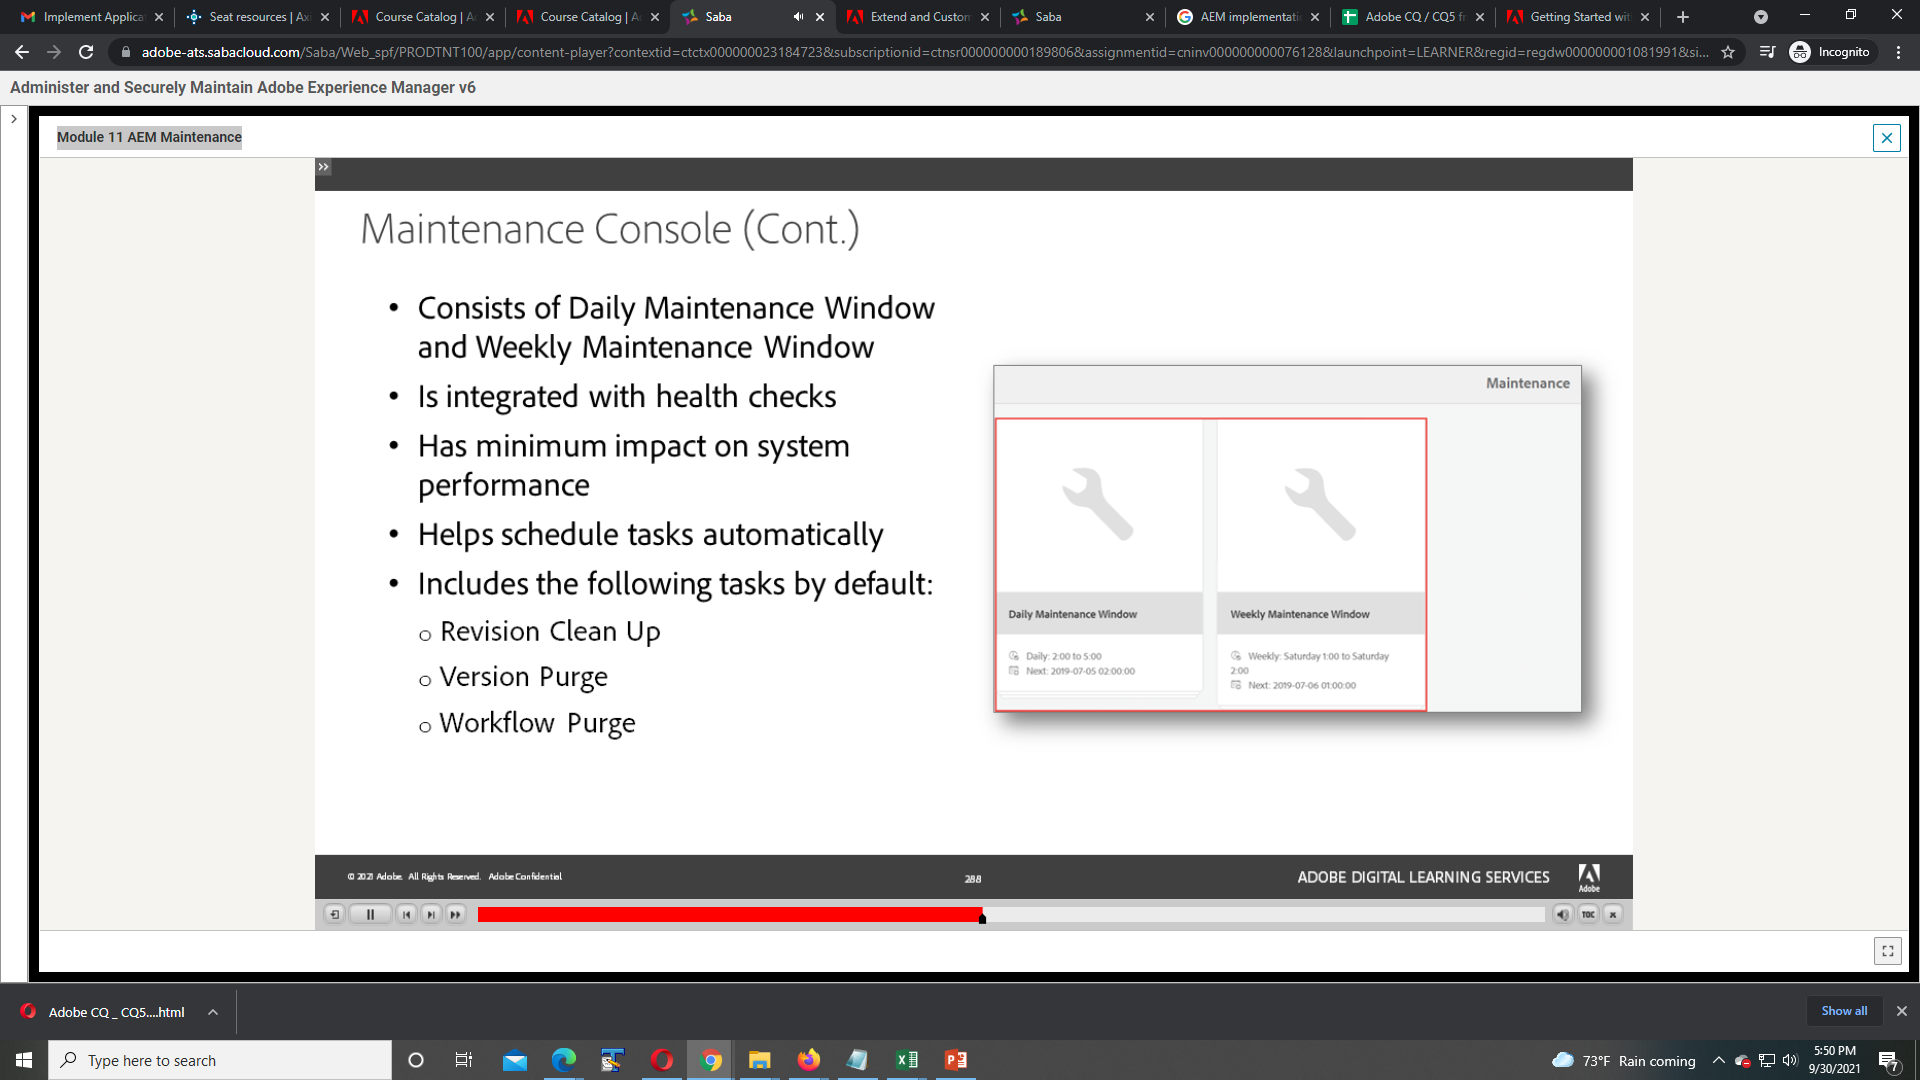 Implement Applica
Seat resources | Ax
Course Catalog | A
Course Catalog | A
Saba
Extend and Custom
Saba
AEM implementati
Adobe CQ / CQ5 f
Getting Started wit
adobe-ats.sabacloud.com/Saba/Web_spf/PRODTNT100/app/content-player?contextid=ctctx000000023184723&subscriptionid=ctnsr000000000189806&assignmentid=cninv000000000076128&launchpoint=LEARNER&regid=regdw000000001081991&si...
Incognito
Administer and Securely Maintain Adobe Experience Manager v6
Module 11 AEM Maintenance
Maintenance Console (Cont.)
• Consists of Daily Maintenance Window
and Weekly Maintenance Window
• Is integrated with health checks
• Has minimum impact on system
performance
• Helps schedule tasks automatically
• Includes the following tasks by default:
o Revision Clean Up
o Version Purge
o Workflow Purge
Maintenance
Daily Maintenance Window
Daily: 2:00 to 5:00
Next: 2019-07-05 02:00:00
Weekly Maintenance Window
Weekly: Saturday 1:00 to Saturday
2:00
Next: 2019-07-06 01:00:00
© 2021 Adobe. All Rights Reserved. Adobe Confidential
288
ADOBE DIGITAL LEARNING SERVICES
Adobe
TOC
Adobe CQ _ CQ5....html
Show all
Type here to search
73°F Rain coming
5:50 PM
9/30/2021
7